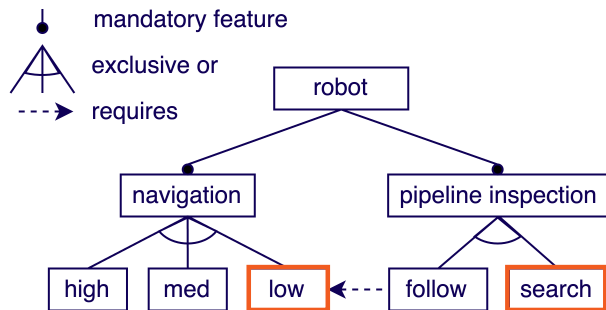 mandatory feature
exclusive or
requires
robot
navigation
pipeline inspection
high
med
low
follow
search